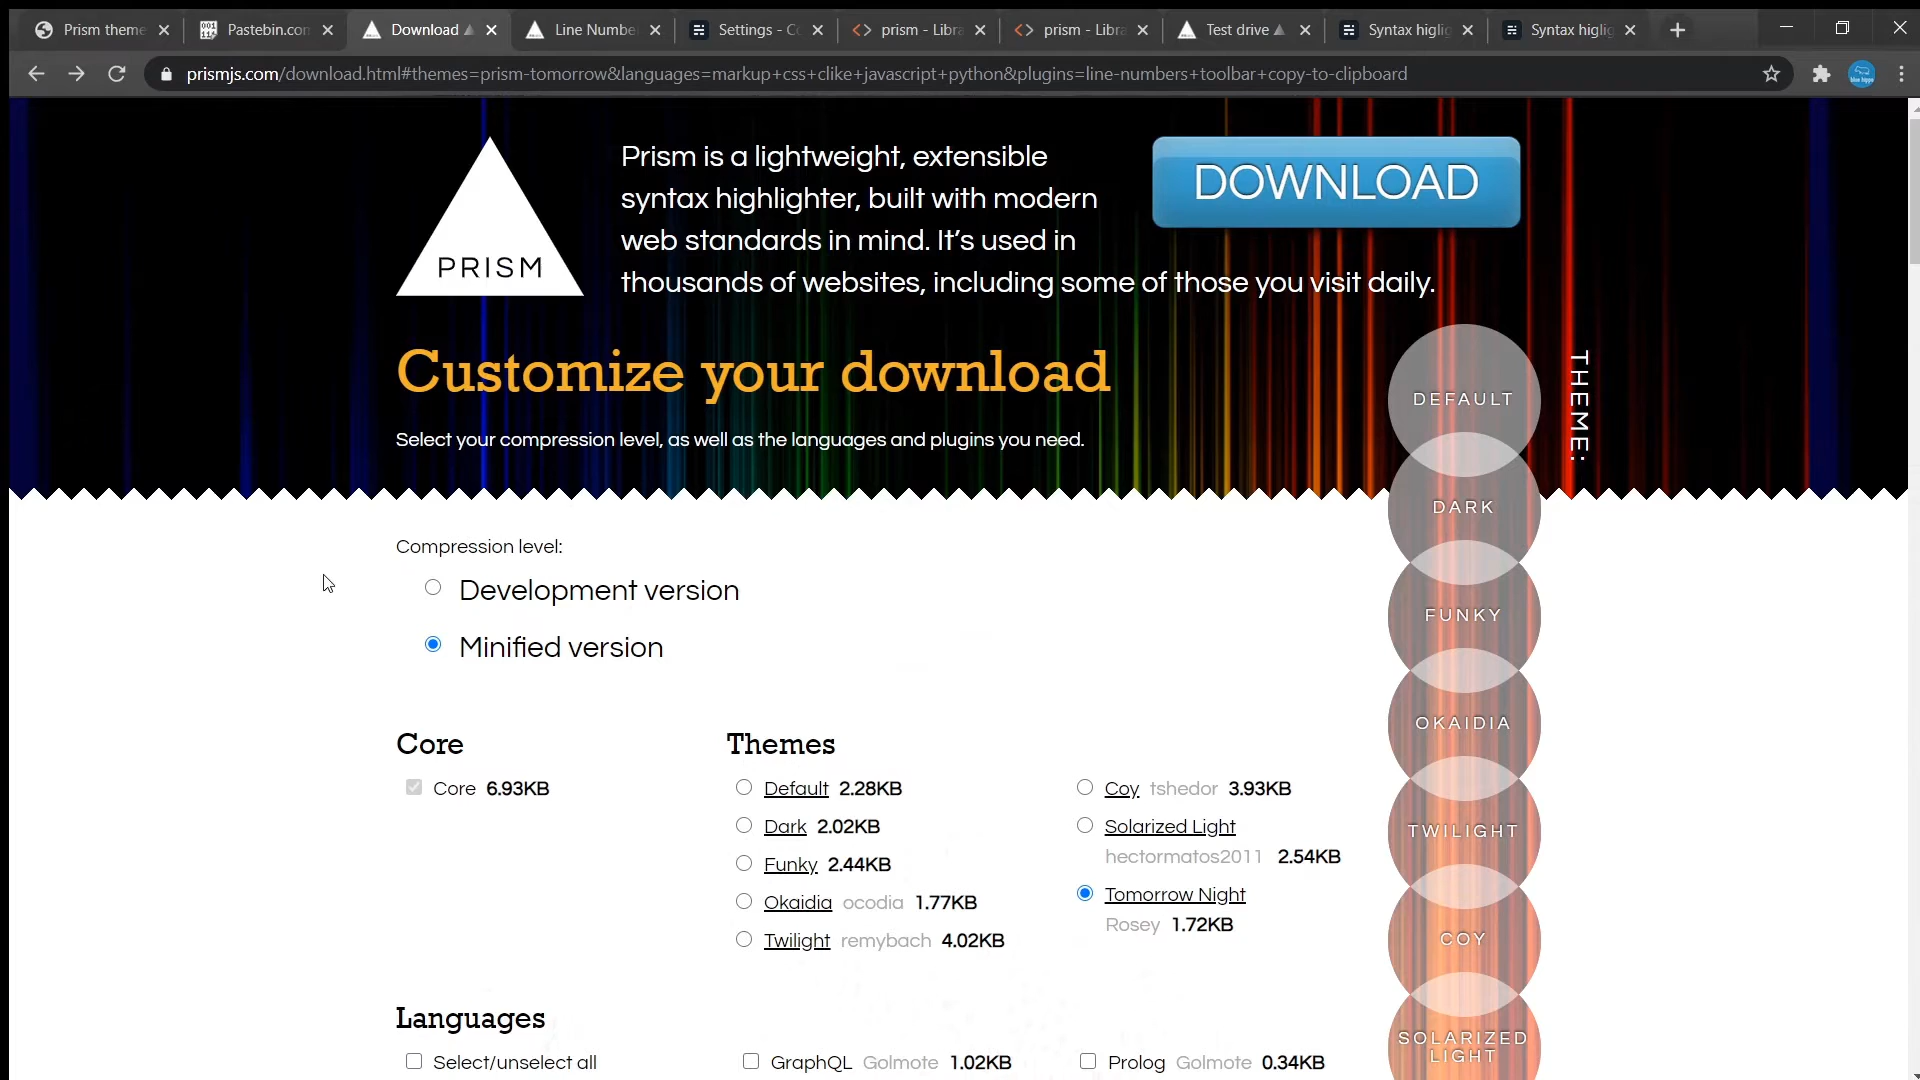 Prism theme
Pastebin.con
Download
Line Numbe
Settings - Co
prism - Libra
prism - Libra
Test drive
Syntax higlig
Syntax higlig
prismjs.com/download.html#themes=prism-tomorrow&languages=markup+css+clike+javascript+python&plugins=line-numbers+toolbar+copy-to-clipboard
PRISM
Prism is a lightweight, extensible
syntax highlighter, built with modern
web standards in mind. It’s used in
thousands of websites, including some of those you visit daily.
DOWNLOAD
Customize your download
Select your compression level, as well as the languages and plugins you need.
THEME:
DEFAULT
DARK
FUNKY
OKAIDIA
TWILIGHT
COY
SOLARIZED
LIGHT
Compression level:
Development version
Minified version
Core
Core 6.93KB
Themes
Default 2.28KB
Dark 2.02KB
Funky 2.44KB
Okaidia ocodia 1.77KB
Twilight remybach 4.02KB
Coy tshedor 3.93KB
Solarized Light
hectormatos2011 2.54KB
Tomorrow Night
Rosey 1.72KB
Languages
Select/unselect all
GraphQL Golmote 1.02KB
Prolog Golmote 0.34KB